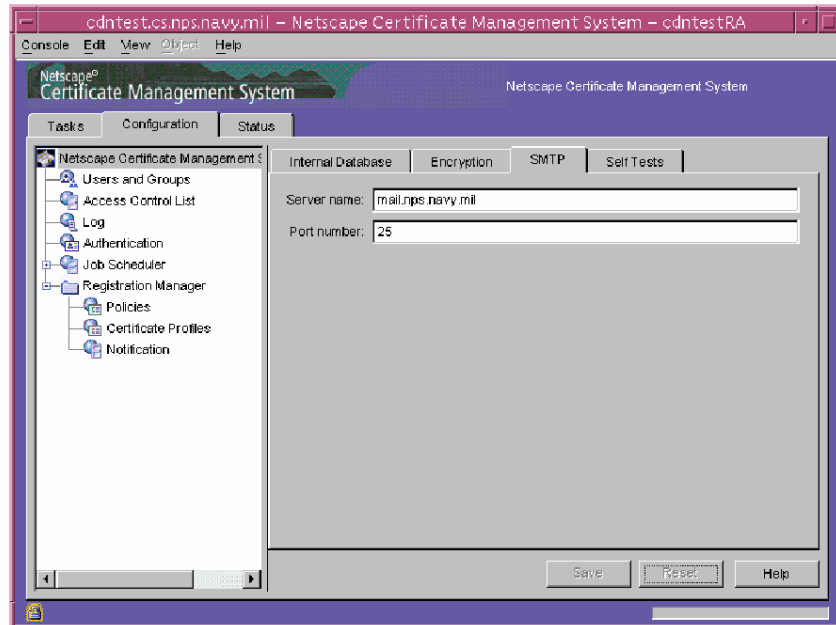 cdntest.cs.nps.navy.mil – Netscape Certificate Management System – cdntestRA
Console Edit View Object Help
Netscape®
Certificate Management System
Netscape Certificate Management System
Tasks Configuration Status
Netscape Certificate Management S
Users and Groups
Access Control List
Log
Authentication
Job Scheduler
Registration Manager
Policies
Certificate Profiles
Notification
Internal Database Encryption SMTP Self Tests
Server name: mail.nps.navy.mil
Port number: 25
Save Reset Help